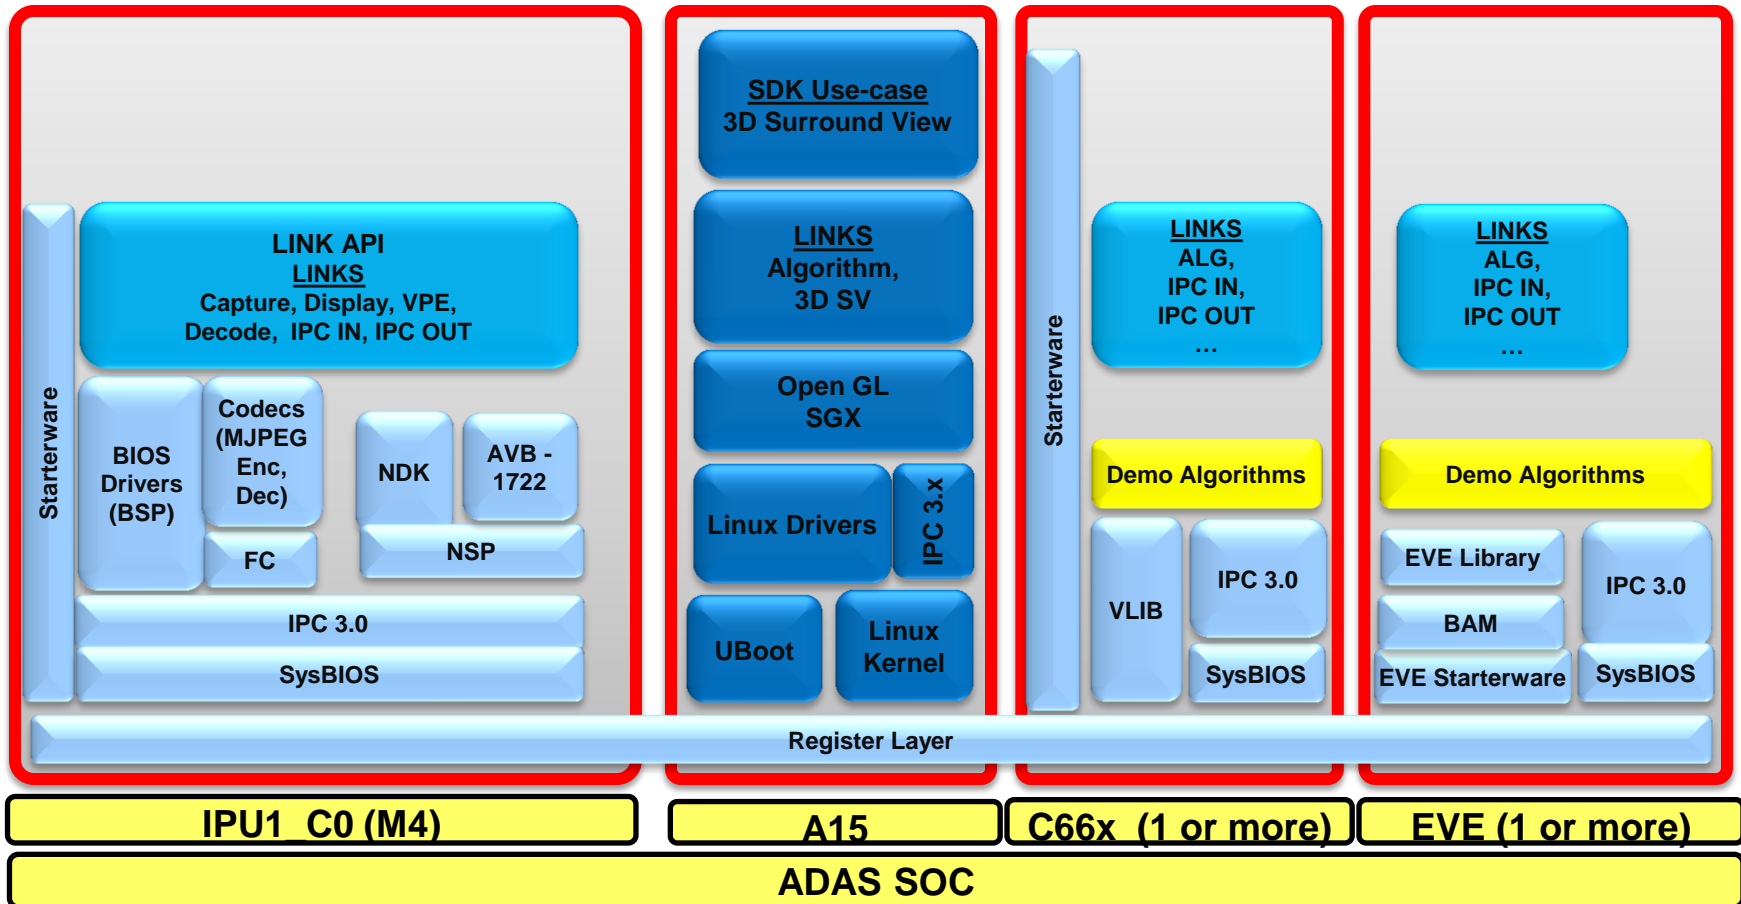 Starterware
LINK API
LINKS
Capture, Display, VPE,
Decode, IPC IN, IPC OUT
BIOS
Drivers
(BSP)
Codecs
(MJPEG
Enc,
Dec)
FC
NDK
AVB -
1722
NSP
IPC 3.0
SysBIOS
SDK Use-case
3D Surround View
LINKS
Algorithm,
3D SV
Open GL
SGX
Linux Drivers
IPC 3.x
UBoot
Linux
Kernel
Starterware
LINKS
ALG,
IPC IN,
IPC OUT
…
Demo Algorithms
VLIB
IPC 3.0
SysBIOS
LINKS
ALG,
IPC IN,
IPC OUT
…
Demo Algorithms
EVE Library
BAM
EVE Starterware
IPC 3.0
SysBIOS
Register Layer
IPU1_C0 (M4)
A15
C66x (1 or more)
EVE (1 or more)
ADAS SOC